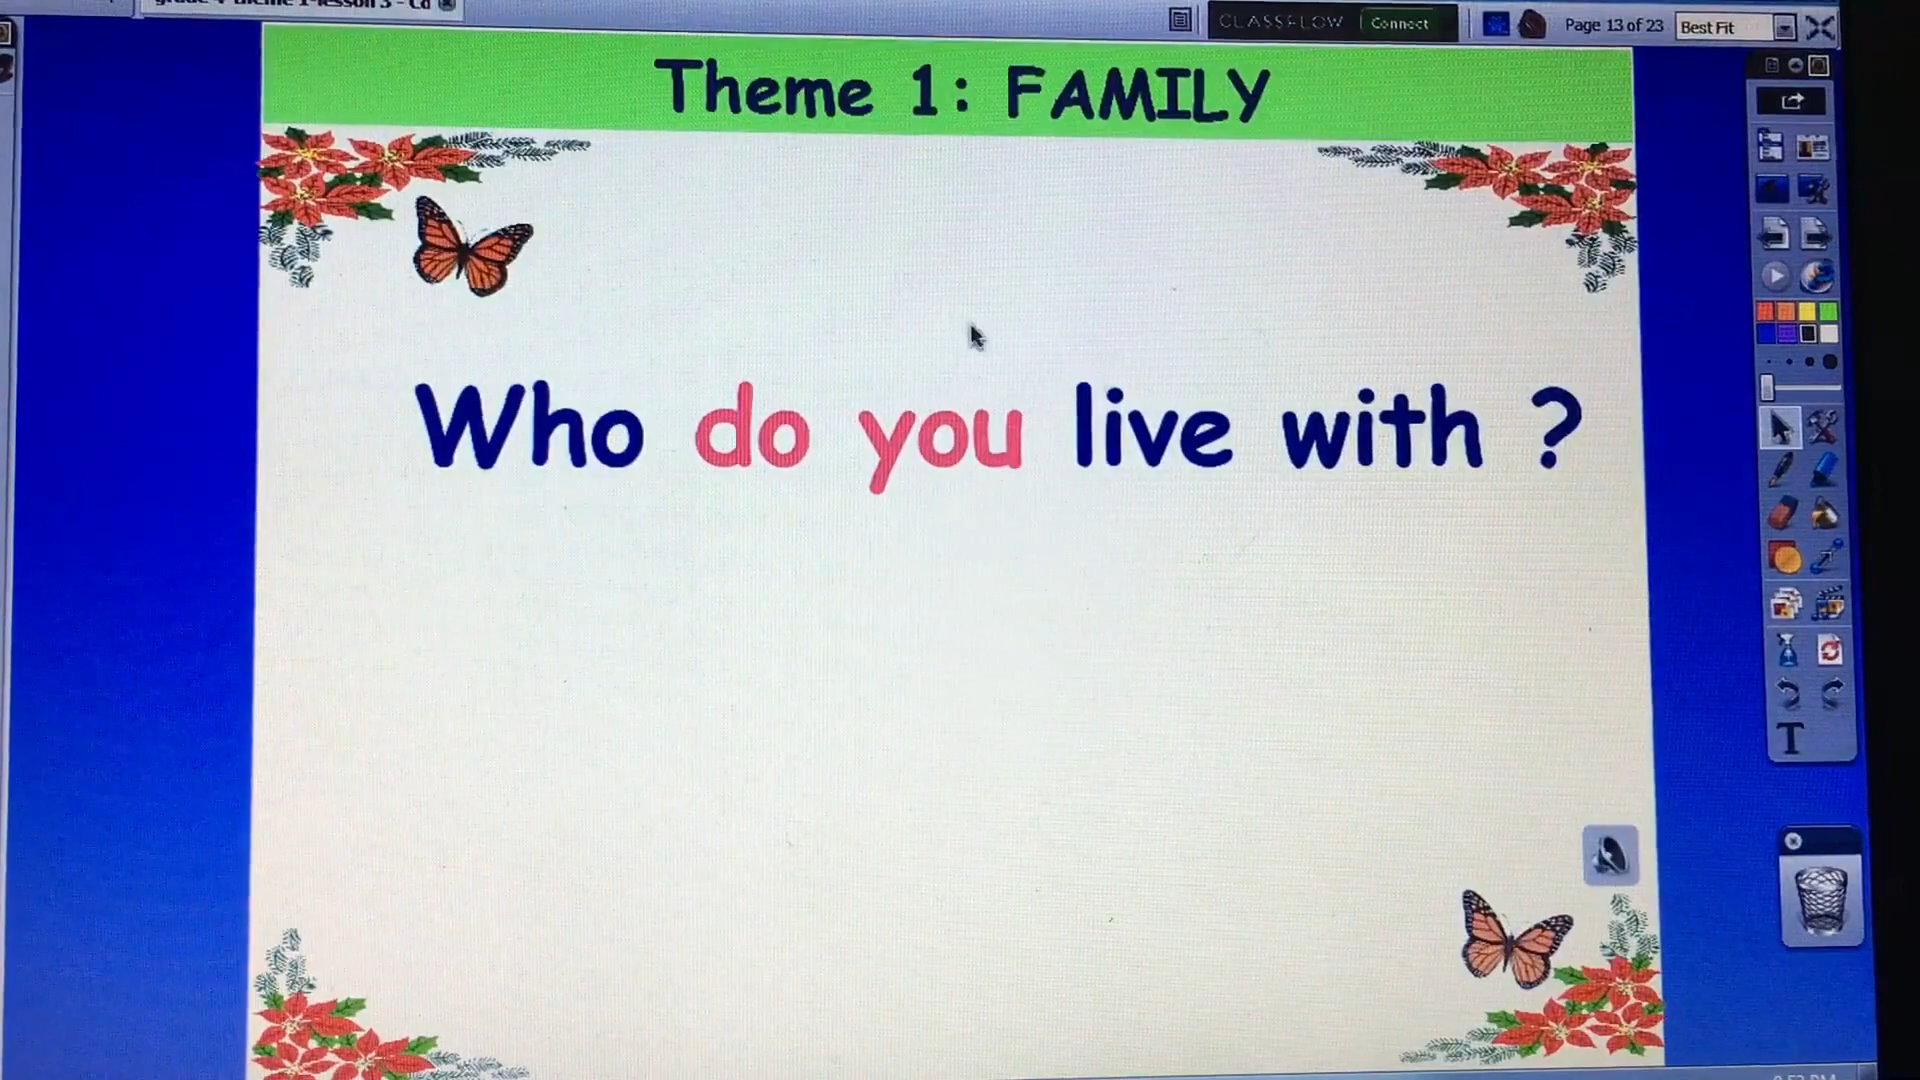 CLASSFLOW Connect Page 13 of 23 Best Fit
Theme 1: FAMILY
Who do you live with ?
T